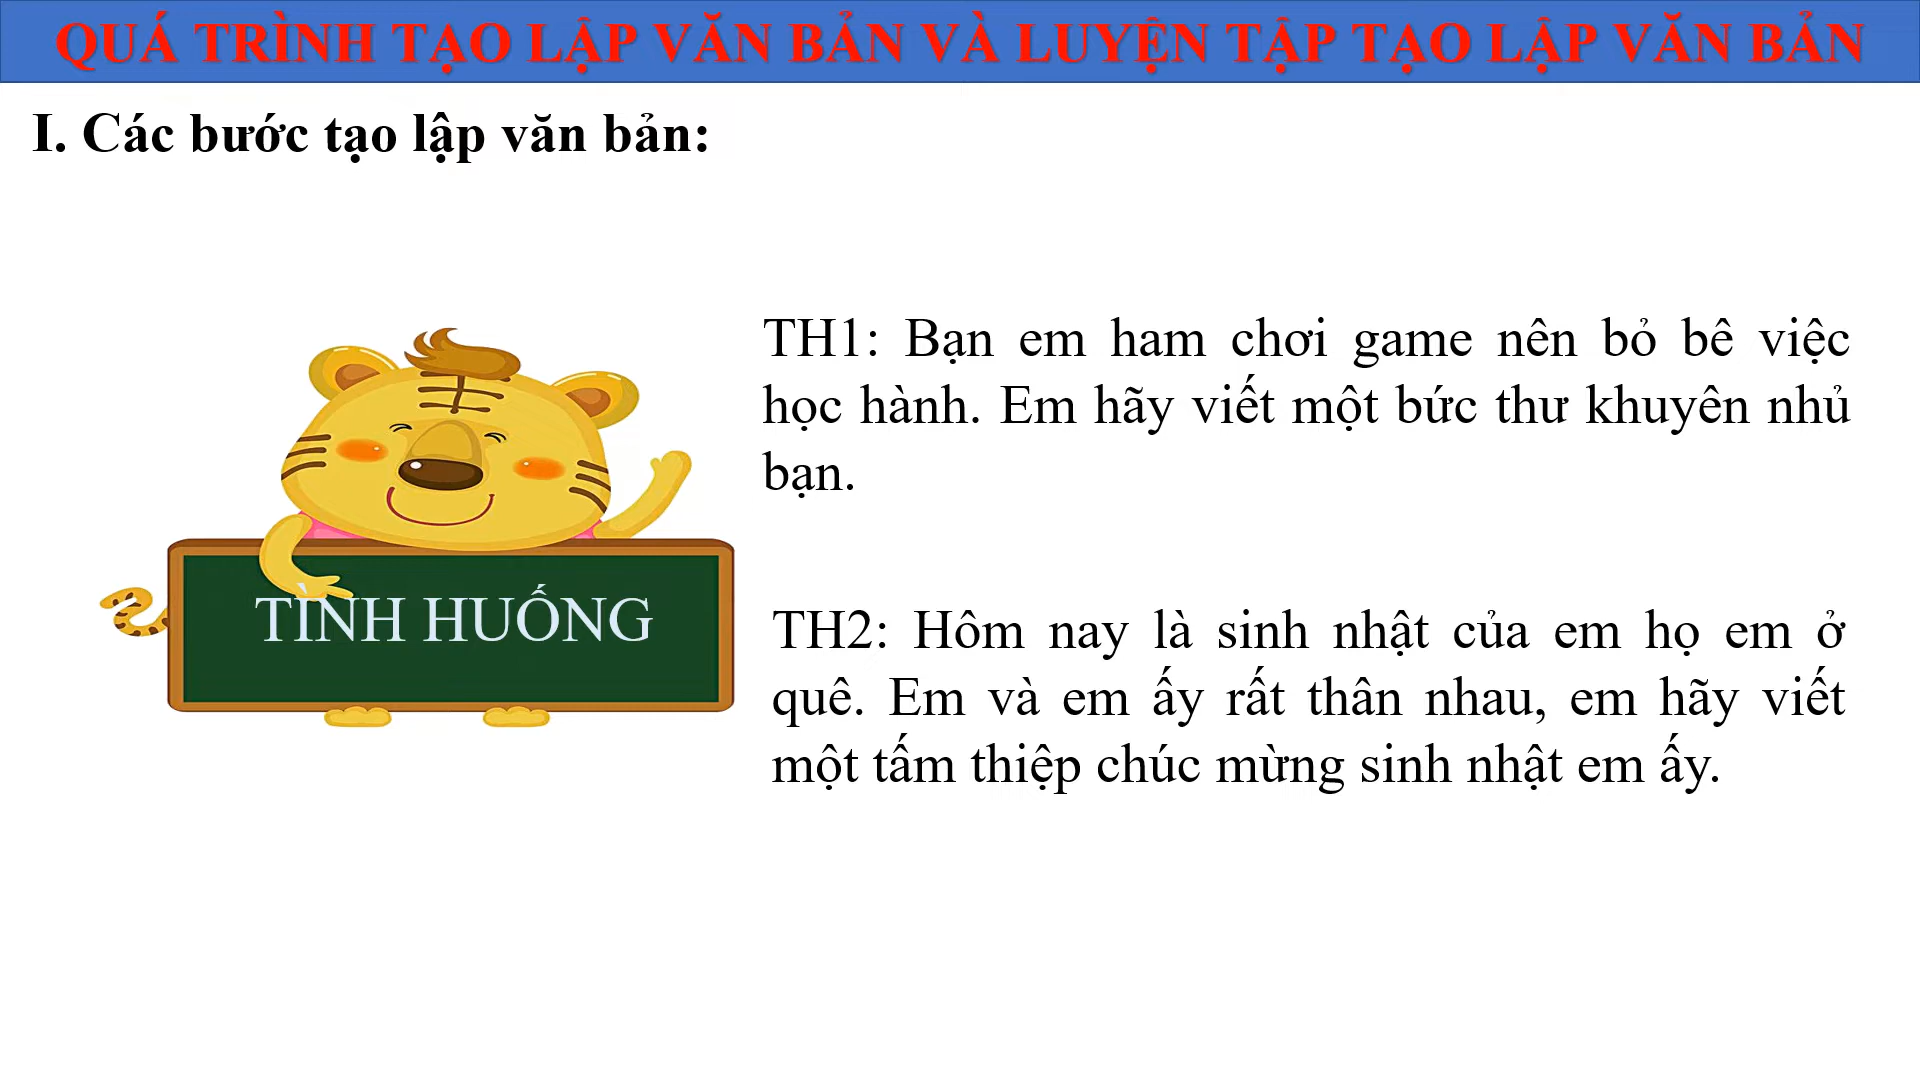 QUÁ TRÌNH TẠO LẬP VĂN BẢN VÀ LUYỆN TẬP TẠO LẬP VĂN BẢN
I. Các bước tạo lập văn bản:
TH1: Bạn em ham chơi game nên bỏ bê việc
học hành. Em hãy viết một bức thư khuyên nhủ
bạn.
TÌNH HUỐNG
TH2: Hôm nay là sinh nhật của em họ em ở
quê. Em và em ấy rất thân nhau, em hãy viết
một tấm thiệp chúc mừng sinh nhật em ấy.